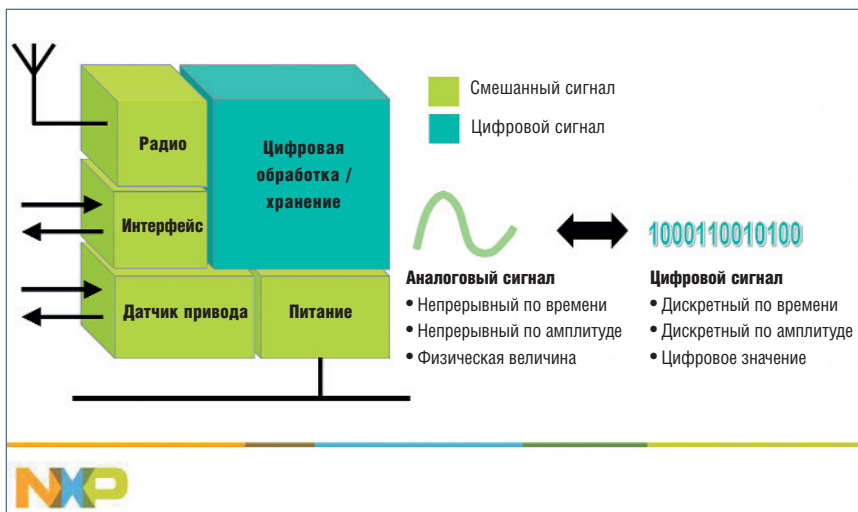 Радио
Цифровая
обработка /
хранение
Интерфейс
Датчик привода
Питание
Смешанный сигнал
Цифровой сигнал
1000110010100
Аналоговый сигнал
• Непрерывный по времени
• Непрерывный по амплитуде
• Физическая величина
Цифровой сигнал
• Дискретный по времени
• Дискретный по амплитуде
• Цифровое значение
NXP